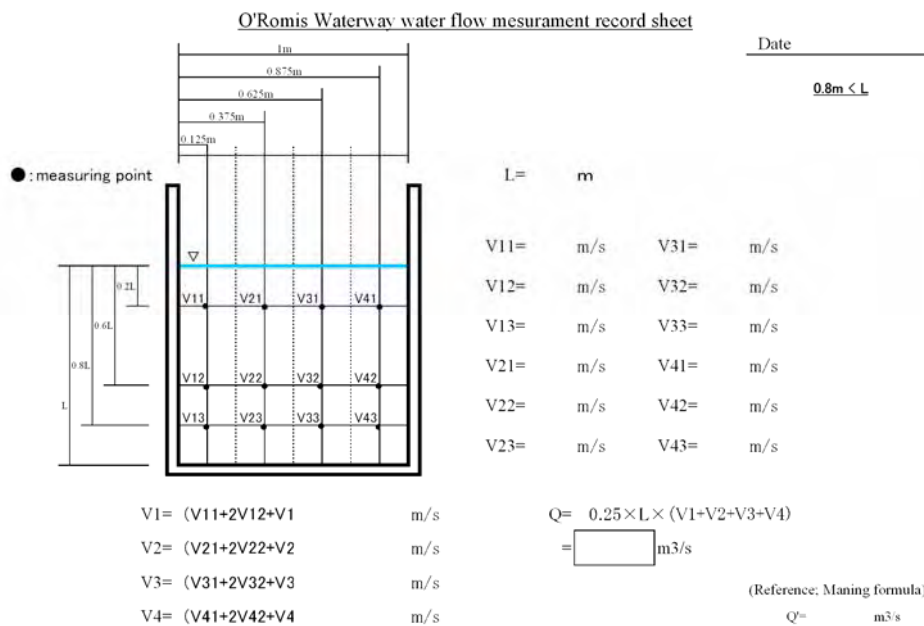 O'Romis Waterway water flow mesurament record sheet
Date
1m
0.875m
0.8m < L
0.625m
0.375m
0.125m
●:measuring point
L= m
V11= m/s V31= m/s
V12= m/s V32= m/s
V13= m/s V33= m/s
V21= m/s V41= m/s
V22= m/s V42= m/s
V23= m/s V43= m/s
0.2L
0.6L
0.8L
L
V11 V21 V31 V41
V12 V22 V32 V42
V13 V23 V33 V43
V1= (V11+2V12+V1 m/s
V2= (V21+2V22+V2 m/s
V3= (V31+2V32+V3 m/s
V4= (V41+2V42+V4 m/s
Q= 0.25×L×(V1+V2+V3+V4)
= m3/s
(Reference; Maning formula)
Q'= m3/s